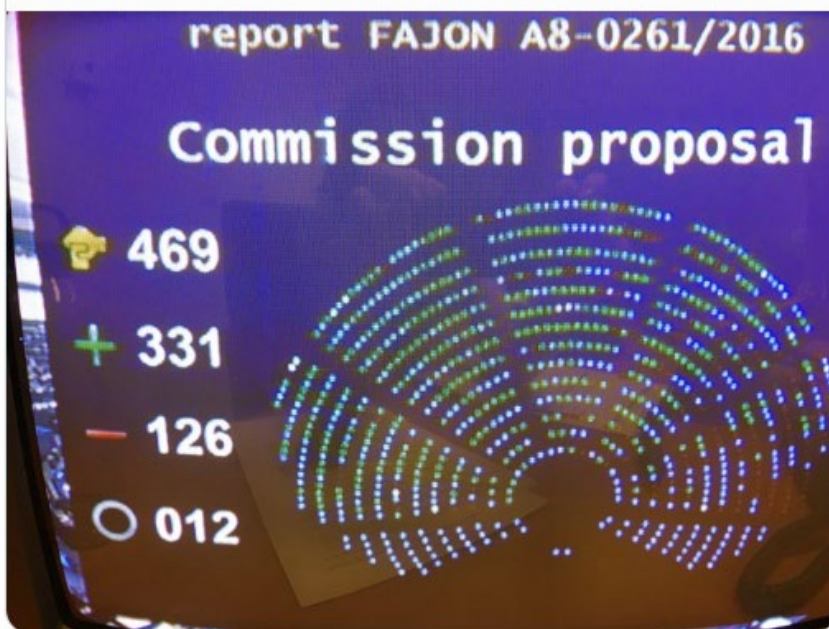 report FAJON A8-0261/2016
Commission proposal
469
+ 331
- 126
012